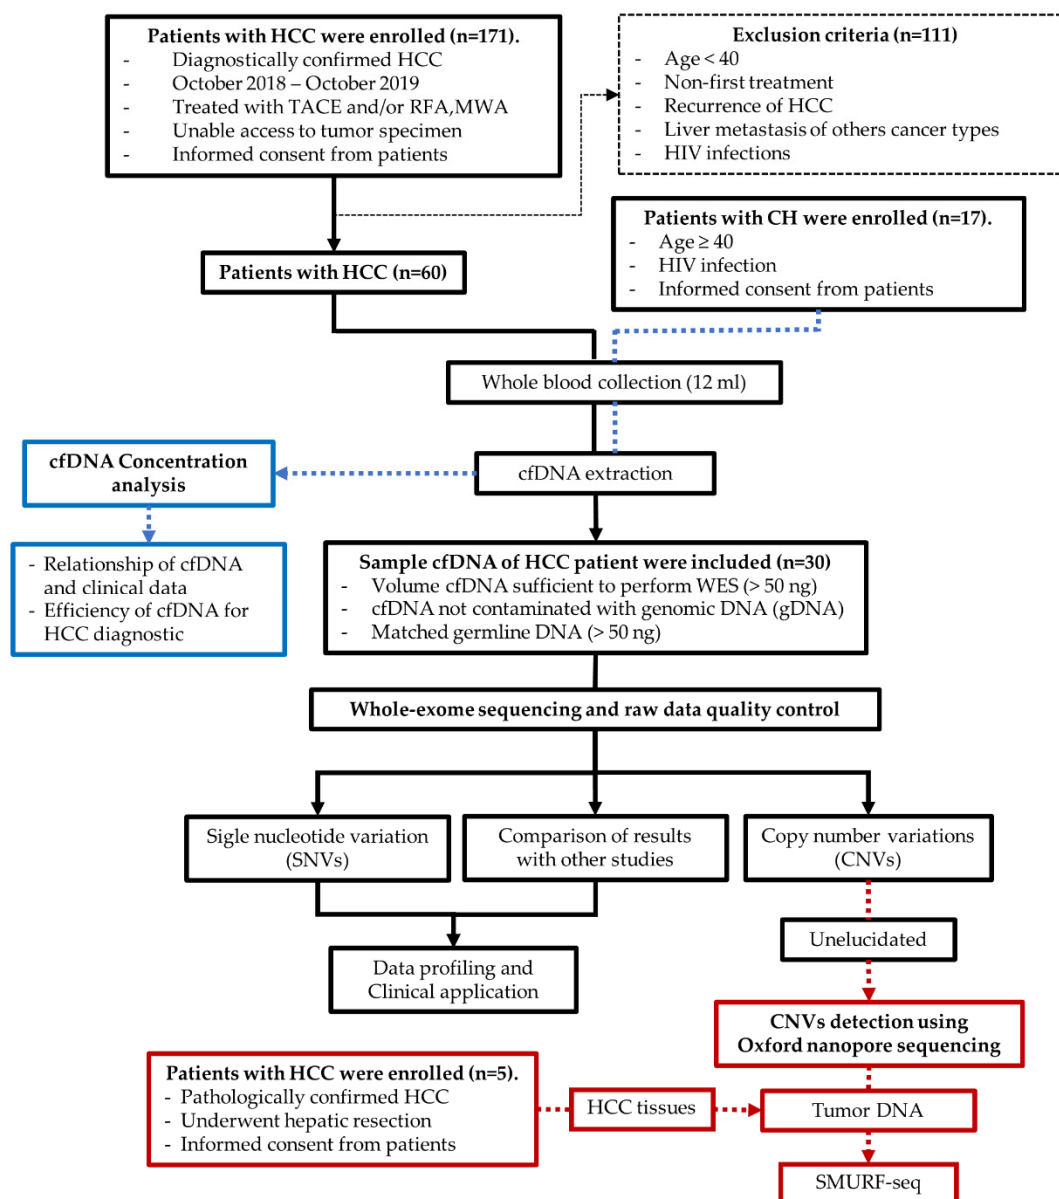 Patients with HCC were enrolled (n=171).
- Diagnostically confirmed HCC
- October 2018 – October 2019
- Treated with TACE and/or RFA,MWA
- Unable access to tumor specimen
- Informed consent from patients
Exclusion criteria (n=111)
- Age < 40
- Non-first treatment
- Recurrence of HCC
- Liver metastasis of others cancer types
- HIV infections
Patients with CH were enrolled (n=17).
- Age ≥ 40
- HIV infection
- Informed consent from patients
Patients with HCC (n=60)
Whole blood collection (12 ml)
cfDNA extraction
cfDNA Concentration
analysis
- Relationship of cfDNA
and clinical data
- Efficiency of cfDNA for
HCC diagnostic
Sample cfDNA of HCC patient were included (n=30)
- Volume cfDNA sufficient to perform WES (> 50 ng)
- cfDNA not contaminated with genomic DNA (gDNA)
- Matched germline DNA (> 50 ng)
Whole-exome sequencing and raw data quality control
Sigle nucleotide variation
(SNVs)
Comparison of results
with other studies
Copy number variations
(CNVs)
Unelucidated
Data profiling and
Clinical application
CNVs detection using
Oxford nanopore sequencing
Patients with HCC were enrolled (n=5).
- Pathologically confirmed HCC
- Underwent hepatic resection
- Informed consent from patients
HCC tissues
Tumor DNA
SMURF-seq